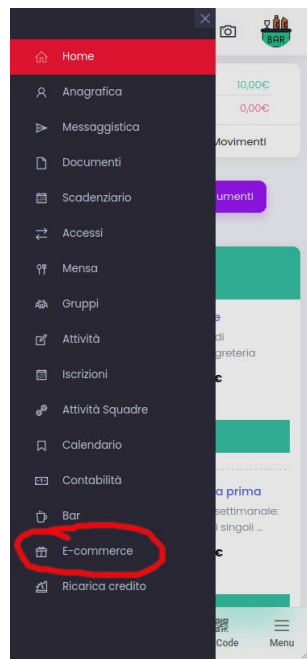 Home
Anagrafica
Messaggistica
Documenti
Scadenziario
Accessi
Mensa
Gruppi
Attività
Iscrizioni
Attività Squadre
Calendario
Contabilità
Bar
E-commerce
Ricarica credito
BAR
10,00€
0,00€
Movimenti
umenti
e
di
greteria
€
a prima
settimanale:
i singoli ...
€
Code
Menu